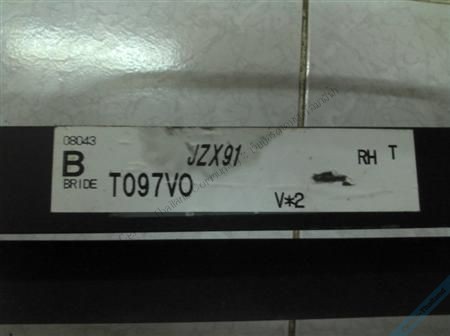 08043
B
BRIDE
JZX91
T097VO
V*2
RH T